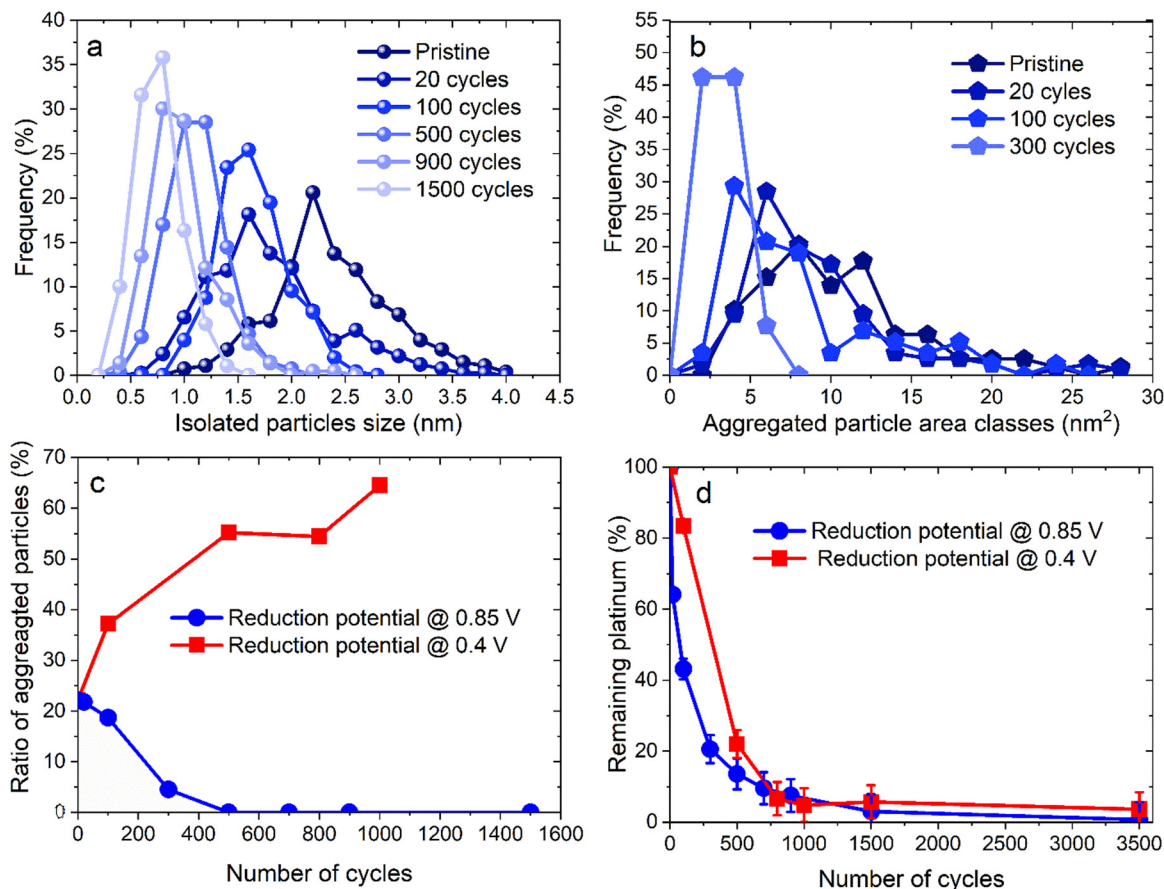 a
Pristine
20 cycles
100 cycles
500 cycles
900 cycles
1500 cycles
Frequency (%)
40
35
30
25
20
15
10
5
0
0.0 0.5 1.0 1.5 2.0 2.5 3.0 3.5 4.0 4.5
Isolated particles size (nm)
b
Pristine
20 cyles
100 cycles
300 cycles
Frequency (%)
55
50
45
40
35
30
25
20
15
10
5
0
0 5 10 15 20 25 30
Aggregated particle area classes (nm²)
c
Reduction potential @ 0.85 V
Reduction potential @ 0.4 V
Ratio of aggreagted particles (%)
70
60
50
40
30
20
10
0
0 200 400 600 800 1000 1200 1400 1600
Number of cycles
d
Reduction potential @ 0.85 V
Reduction potential @ 0.4 V
Remaining platinum (%)
100
80
60
40
20
0
0 500 1000 1500 2000 2500 3000 3500
Number of cycles